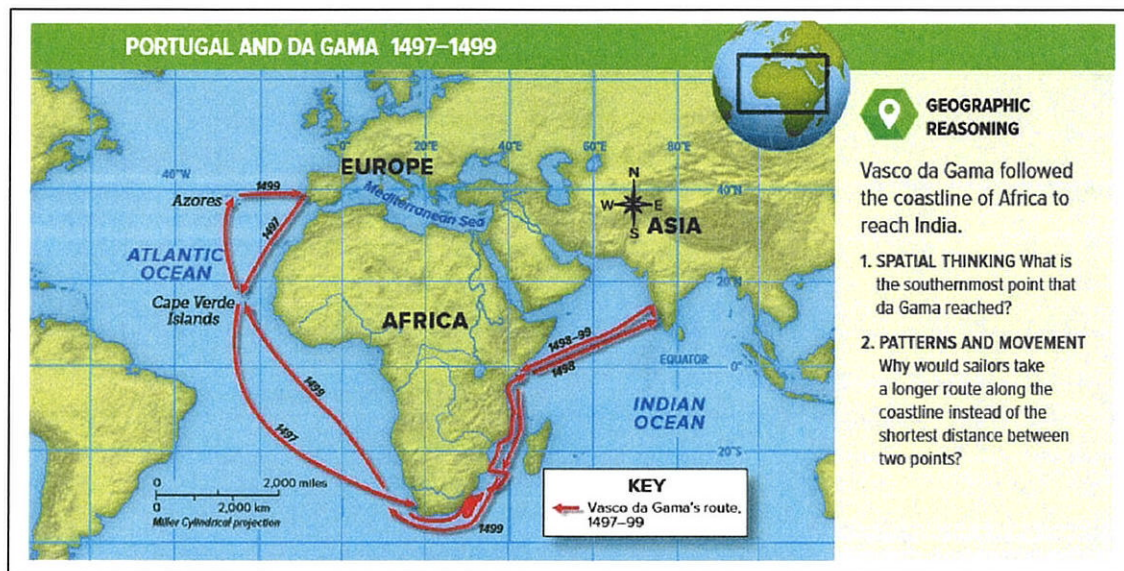 PORTUGAL AND DA GAMA 1497–1499
0°
20°E
40°E
60°E
80°E
40°W
EUROPE
1499
Azores
Mediterranean Sea
N
W
E
S
40°N
ASIA
1497
ATLANTIC
OCEAN
20°N
Cape Verde
Islands
AFRICA
1498–99
1498
EQUATOR
0°
1499
INDIAN
OCEAN
1497
20°S
0
2,000 miles
0
2,000 km
Miller Cylindrical projection
1499
KEY
Vasco da Gama's route,
1497–99
GEOGRAPHIC
REASONING
Vasco da Gama followed
the coastline of Africa to
reach India.
1. SPATIAL THINKING What is
the southernmost point that
da Gama reached?
2. PATTERNS AND MOVEMENT
Why would sailors take
a longer route along the
coastline instead of the
shortest distance between
two points?